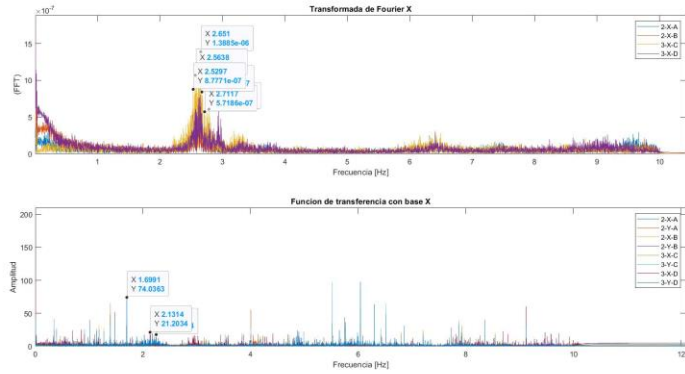 Transformada de Fourier X
×10⁻⁷
15
10
5
0
(FFT)
X 2.651
Y 1.3885e-06
X 2.5638
X 2.5297
Y 8.7771e-07
7
X 2.7117
Y 5.7186e-07
2-X-A
2-X-B
3-X-C
3-X-D
1 2 3 4 5 6 7 8 9 10
Frecuencia [Hz]
Funcion de transferencia con base X
200
150
100
50
0
Amplitud
X 1.6991
Y 74.0363
X 2.1314
Y 21.2034
2-X-A
2-Y-A
2-X-B
2-Y-B
3-X-C
3-Y-C
3-X-D
3-Y-D
0 2 4 6 8 10 12
Frecuencia [Hz]